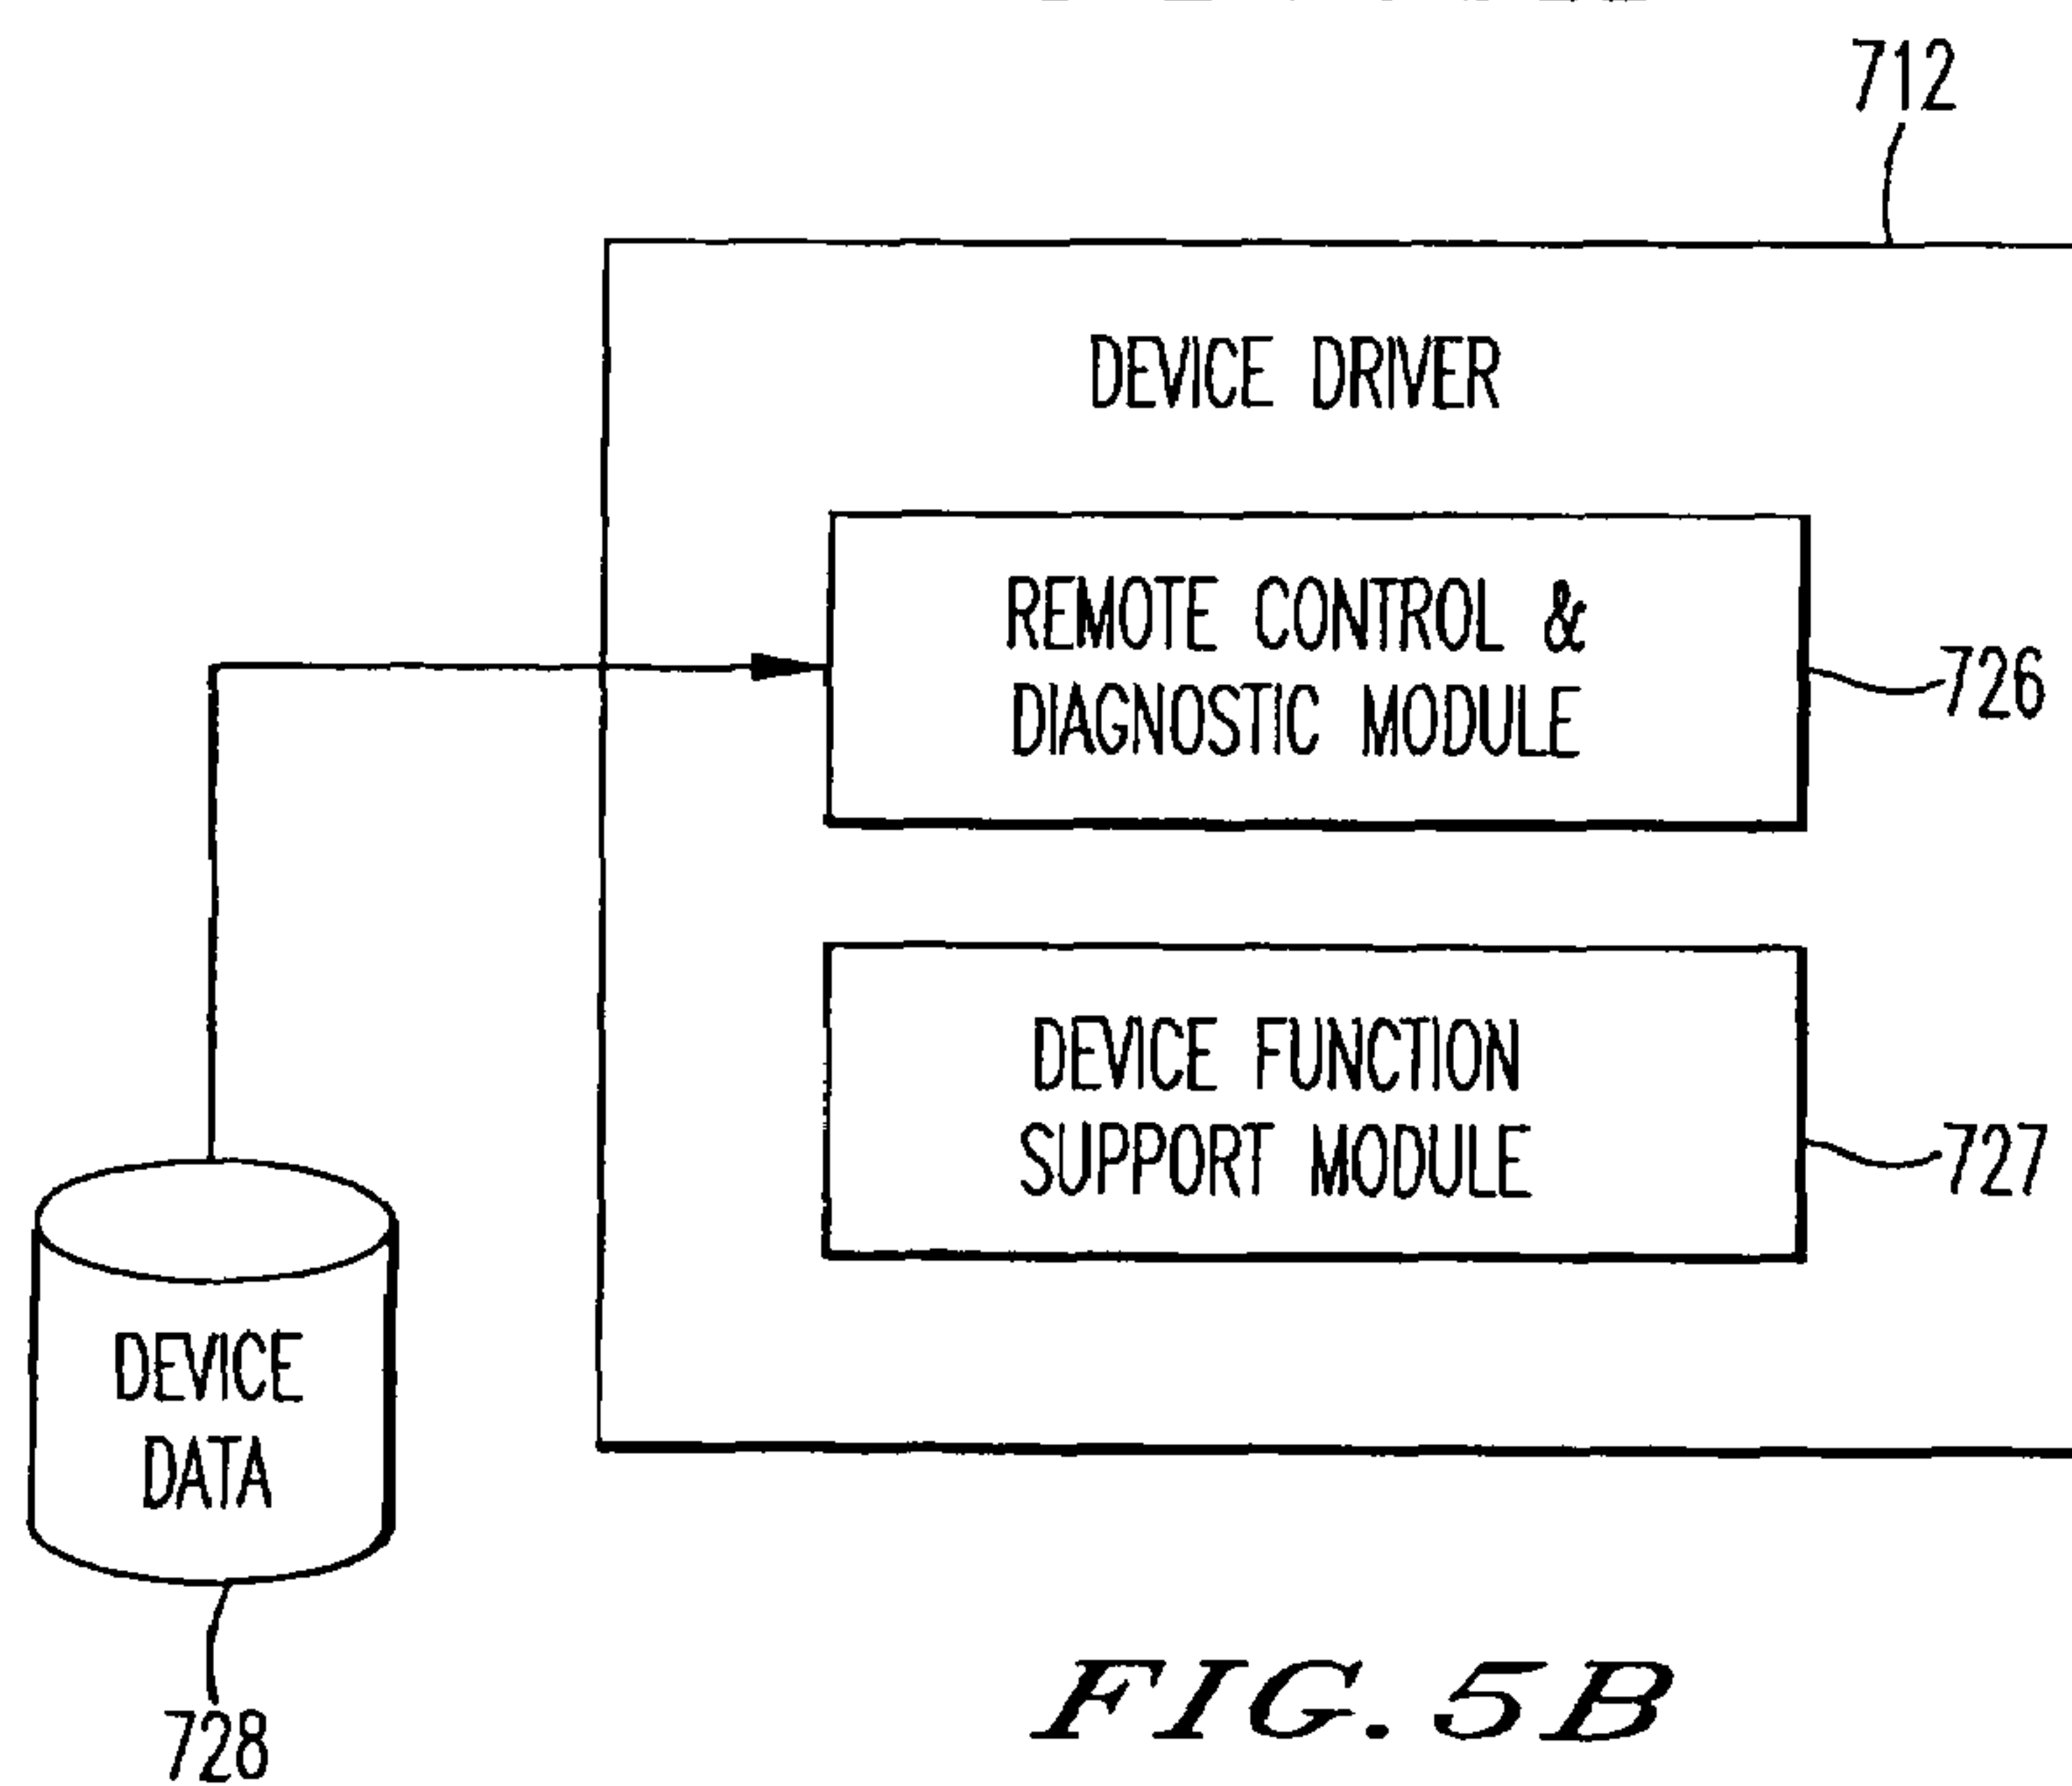 712
DEVICE DRIVER
REMOTE CONTROL &
DIAGNOSTIC MODULE
726
DEVICE FUNCTION
SUPPORT MODULE
727
DEVICE
DATA
728
FIG. 5B